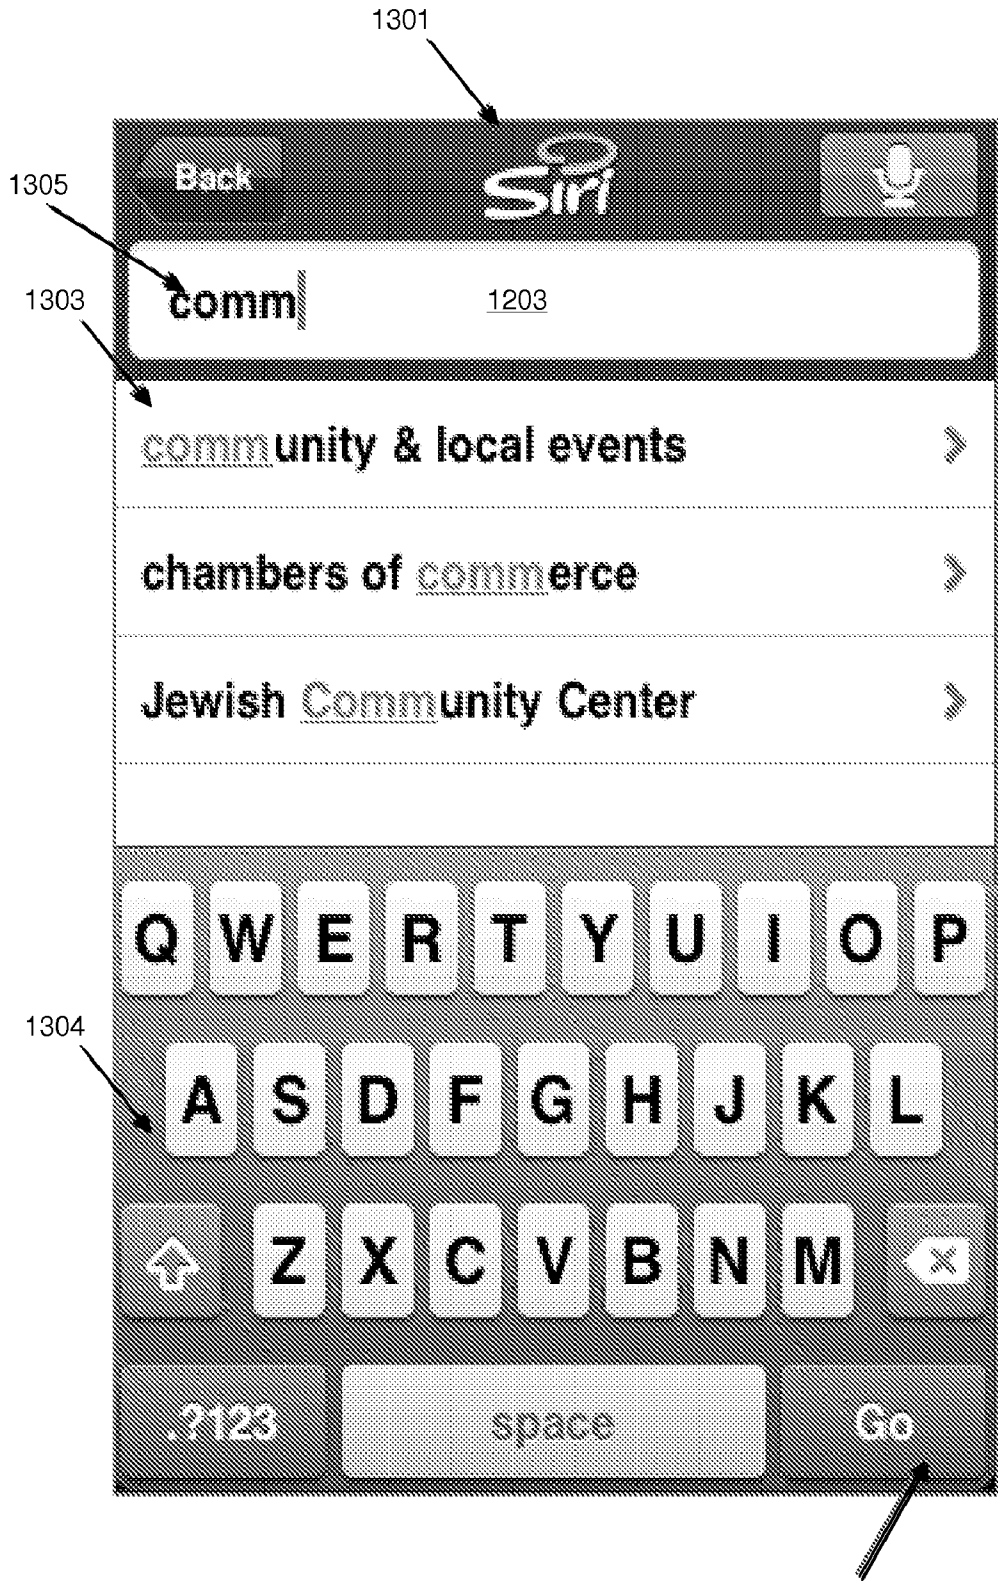 1301
Back Siri
1305
comm 1203
1303
community & local events
chambers of commerce
Jewish Community Center
Q W E R T Y U I O P
1304
A S D F G H J K L
Z X C V B N M
.?123 space Go